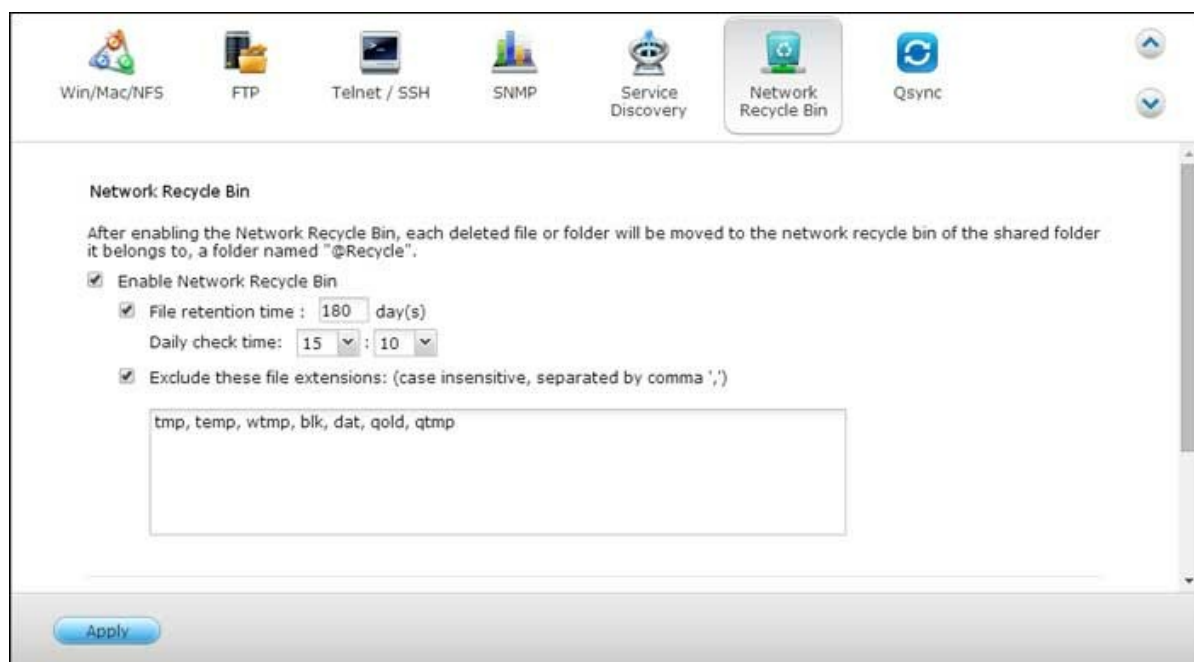 Win/Mac/NFS
FTP
Telnet / SSH
SNMP
Service
Discovery
Network
Recycle Bin
Qsync
Network Recycle Bin
After enabling the Network Recycle Bin, each deleted file or folder will be moved to the network recycle bin of the shared folder
it belongs to, a folder named "@Recycle".
Enable Network Recycle Bin
File retention time : 180 day(s)
Daily check time: 15 : 10
Exclude these file extensions: (case insensitive, separated by comma ',')
tmp, temp, wtmp, blk, dat, qold, qtmp
Apply